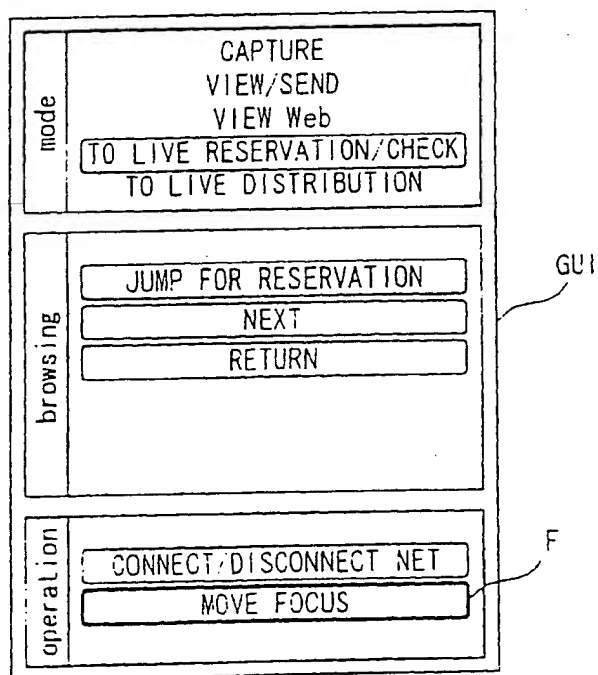 mode
CAPTURE
VIEW/SEND
VIEW Web
TO LIVE RESERVATION/CHECK
TO LIVE DISTRIBUTION
browsing
JUMP FOR RESERVATION
NEXT
RETURN
GUI
operation
CONNECT/DISCONNECT NET
MOVE FOCUS
F